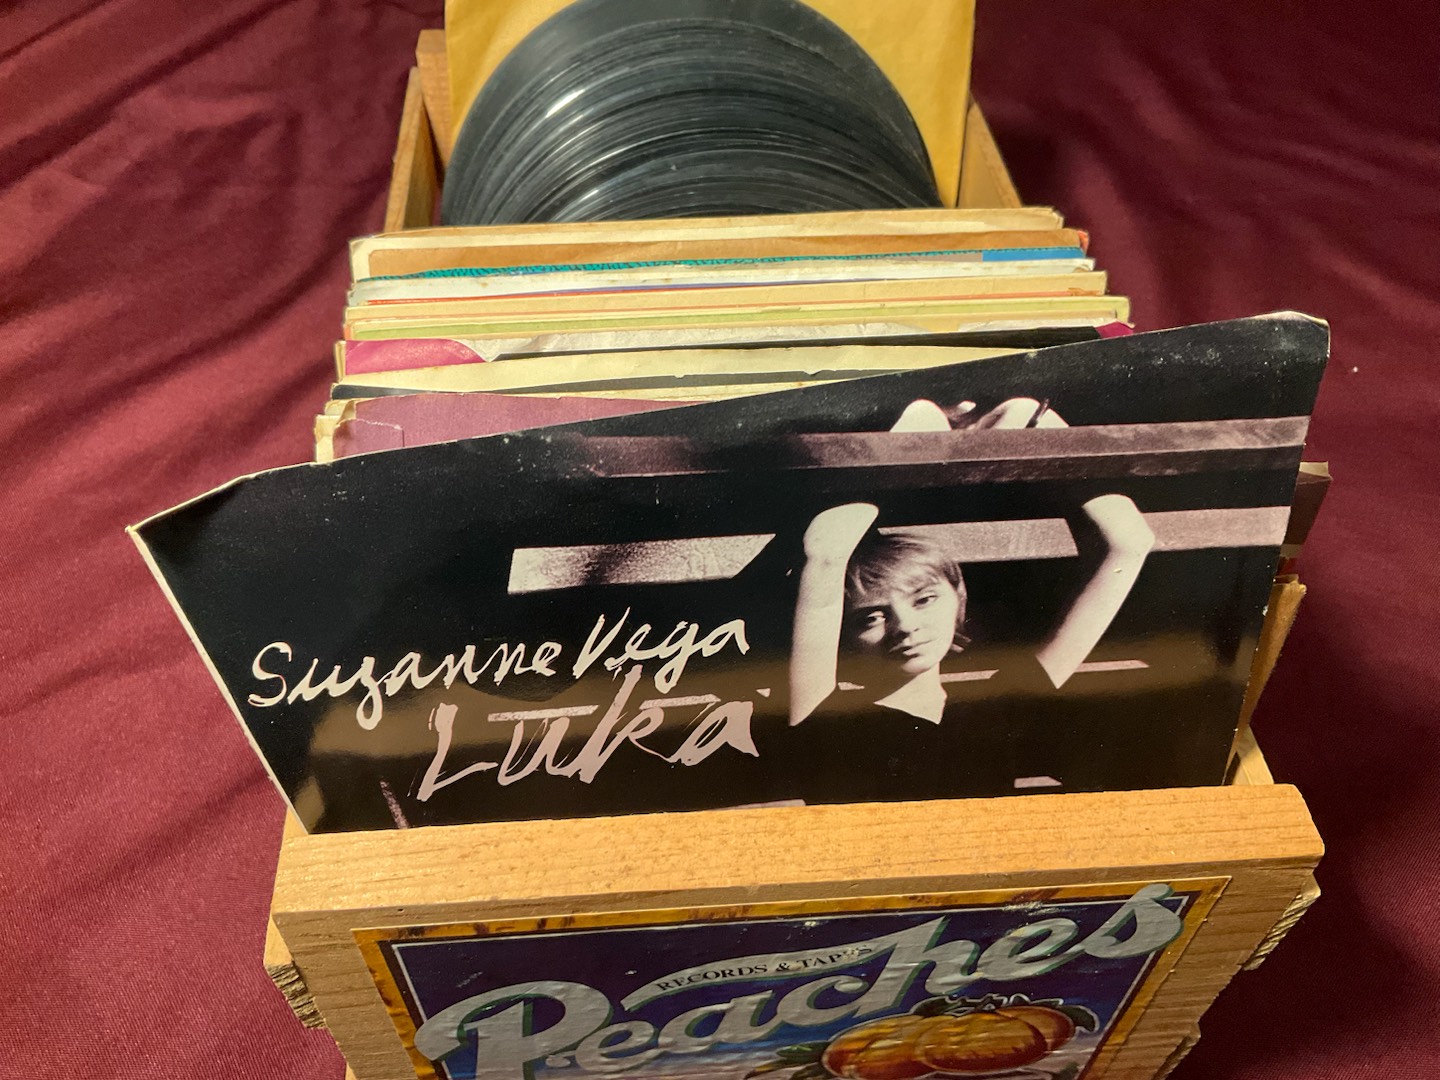 Suzanne Vega
Luka
RECORDS & TAPES
Peaches